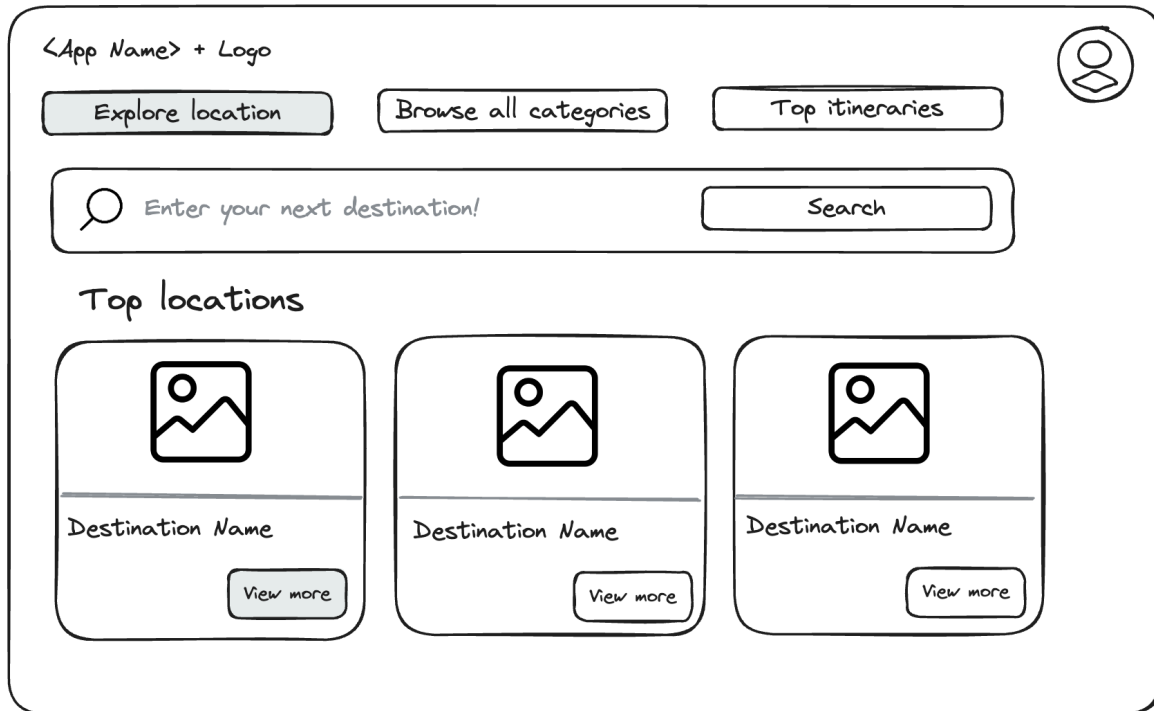 <App Name> + Logo
Explore location
Browse all categories
Top itineraries
Enter your next destination!
Search
Top locations
Destination Name
View more
Destination Name
View more
Destination Name
View more